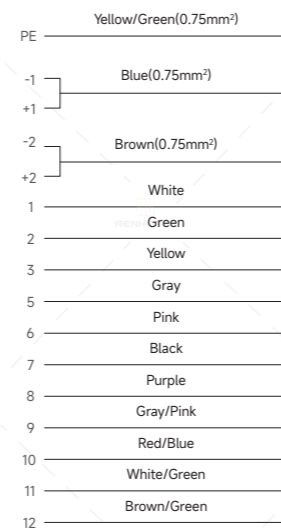 Yellow/Green(0.75mm²)
PE
-1
Blue(0.75mm²)
+1
-2
Brown(0.75mm²)
+2
White
1
Green
2
Yellow
3
Gray
5
Pink
6
Black
7
Purple
8
Gray/Pink
9
Red/Blue
10
White/Green
11
Brown/Green
12